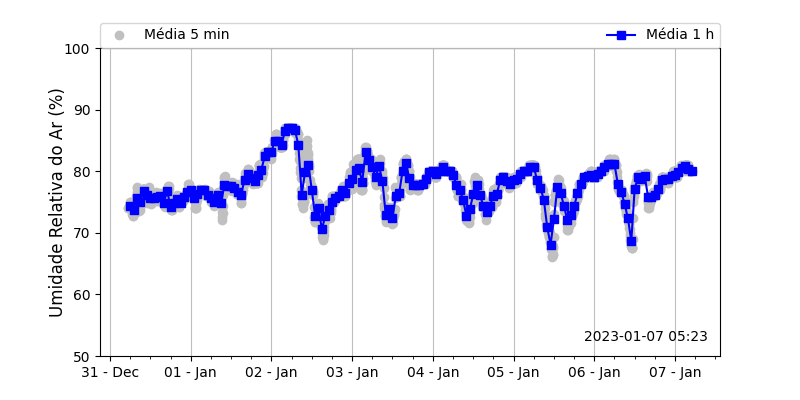 Média 5 min
Média 1 h
Umidade Relativa do Ar (%)
100
90
80
70
60
50
2023-01-07 05:23
31 - Dec
01 - Jan
02 - Jan
03 - Jan
04 - Jan
05 - Jan
06 - Jan
07 - Jan